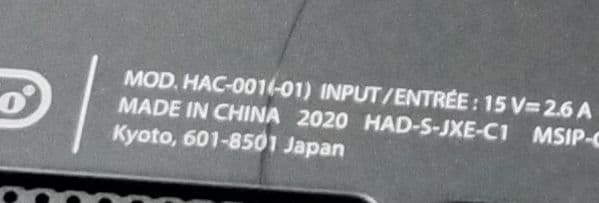 MOD. HAC-001(-01) INPUT/ENTRÉE : 15 V⎓2.6 A
MADE IN CHINA 2020 HAD-S-JXE-C1 MSIP-
Kyoto, 601-8501 Japan